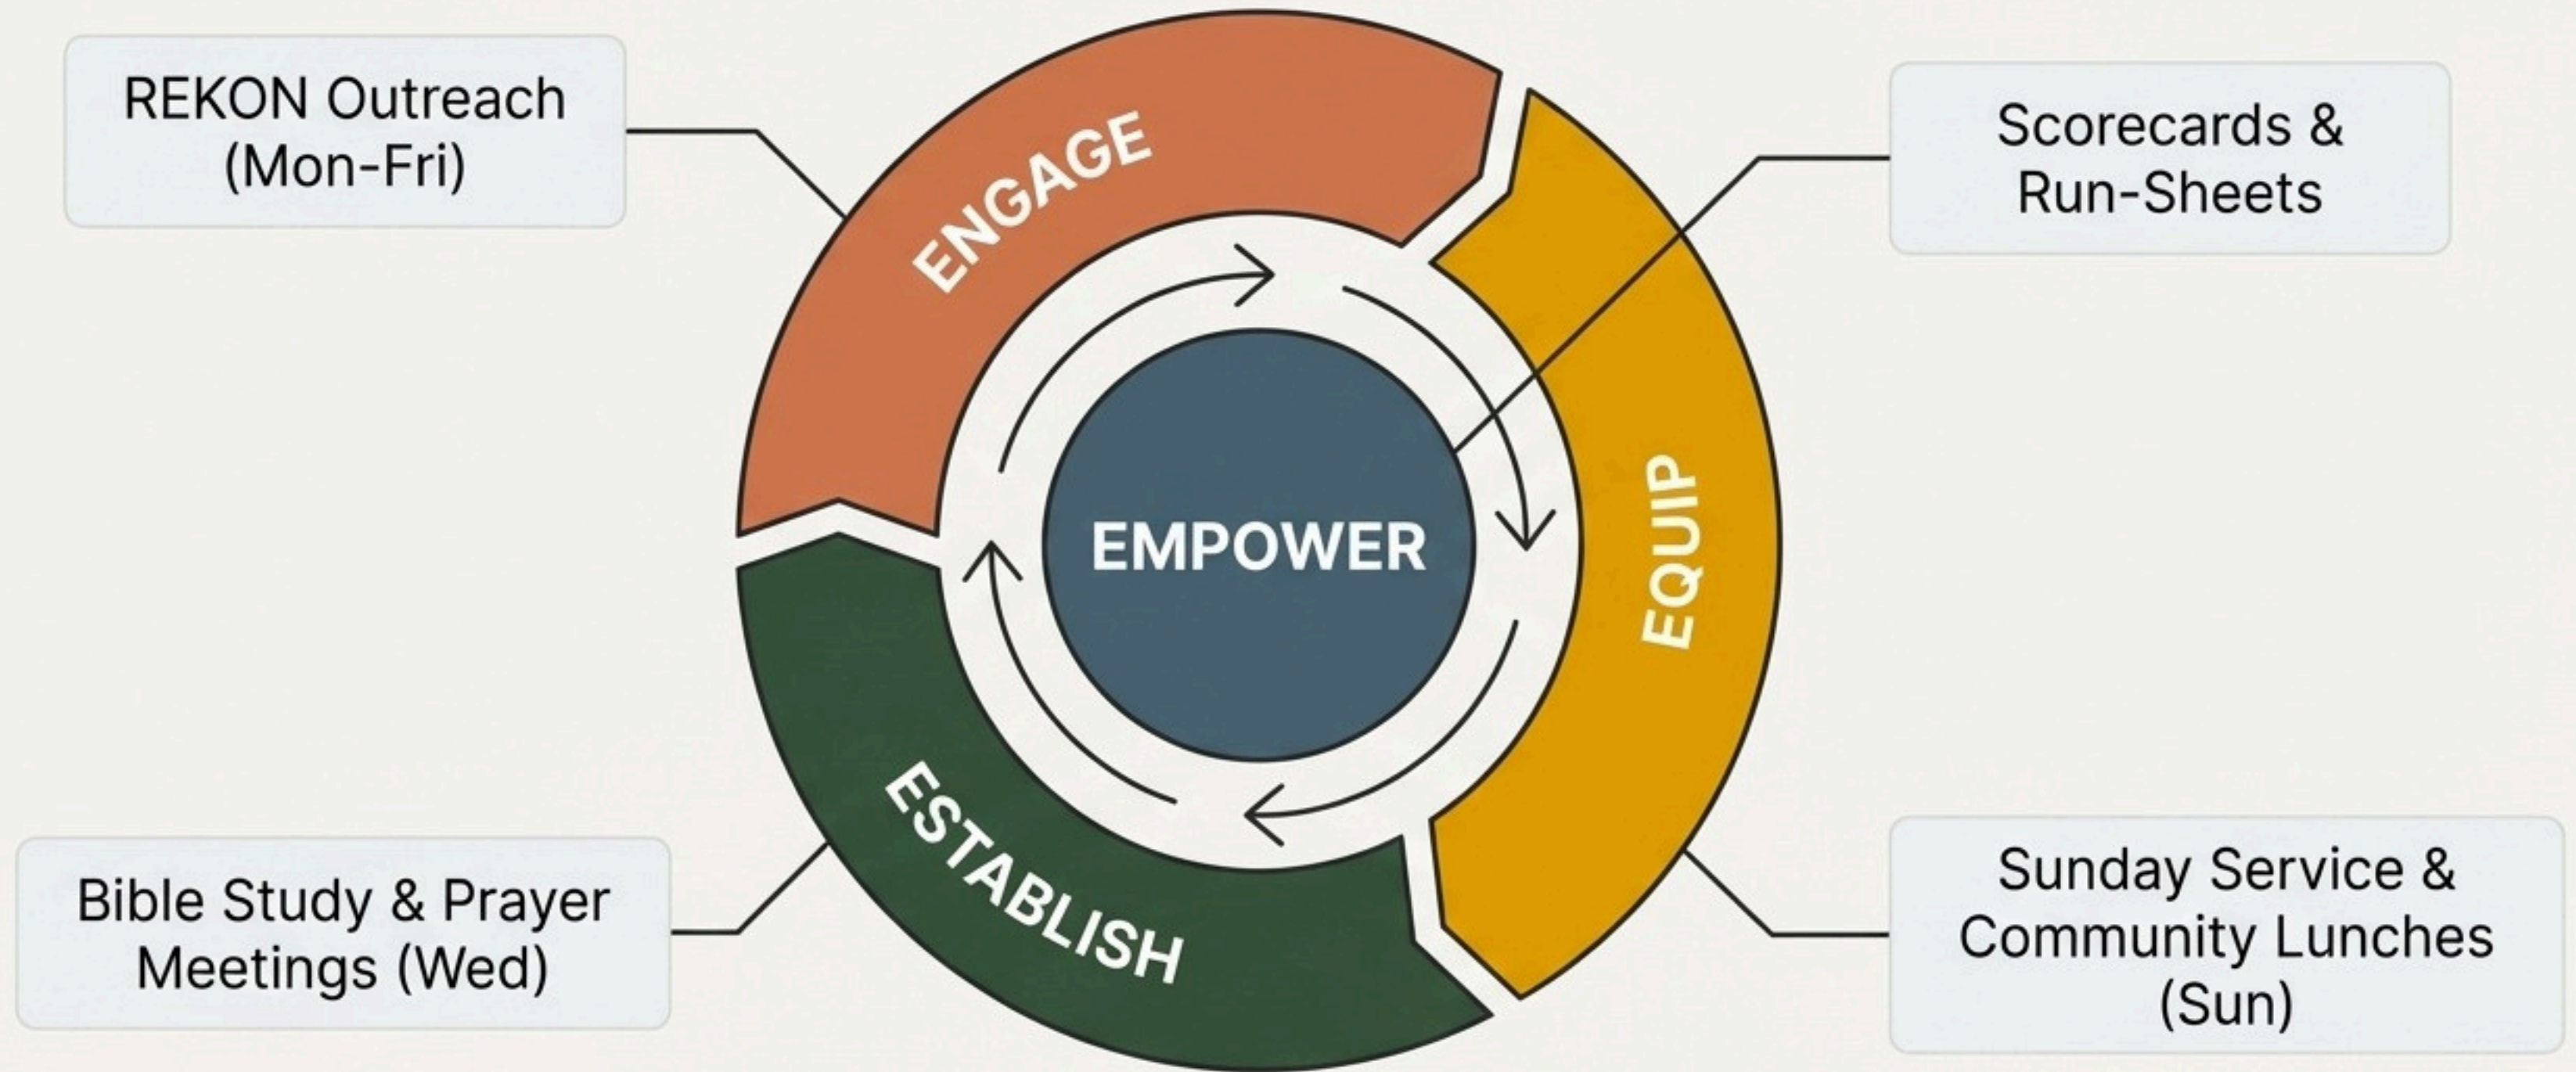 REKON Outreach
(Mon-Fri)
ENGAGE
Scorecards &
Run-Sheets
EQUIP
EMPOWER
ESTABLISH
Bible Study & Prayer
Meetings (Wed)
Sunday Service &
Community Lunches
(Sun)